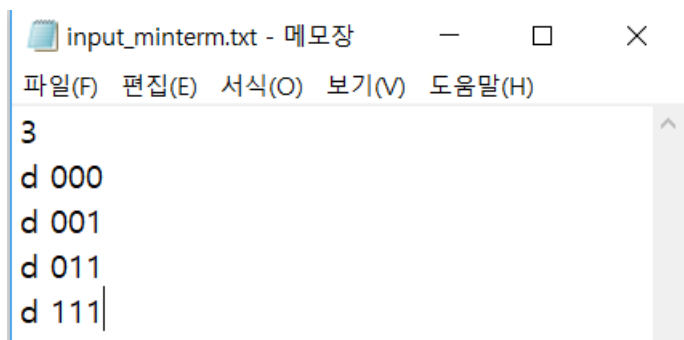 input_minterm.txt - 메모장
파일(F) 편집(E) 서식(O) 보기(V) 도움말(H)
3
d 000
d 001
d 011
d 111